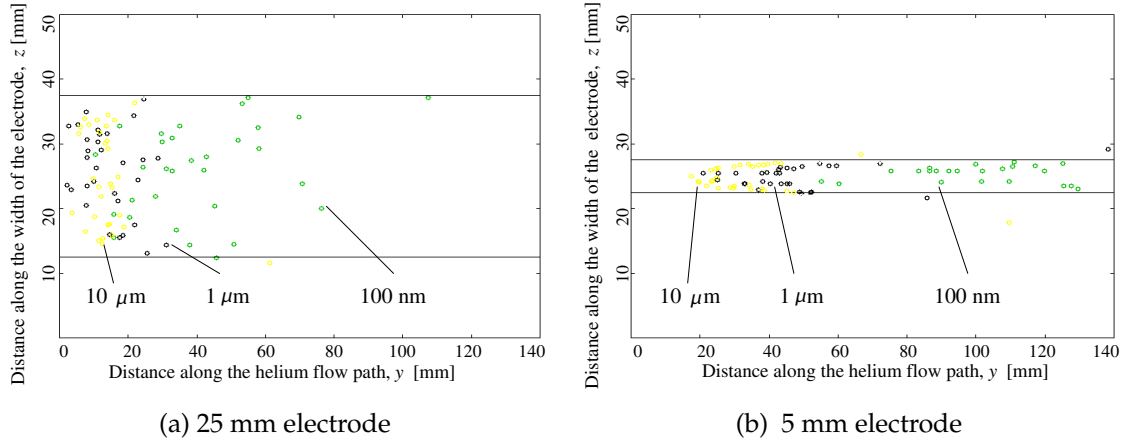 Distance along the width of the electrode, z [mm]
50
40
30
20
10
10 μm
1 μm
100 nm
0 20 40 60 80 100 120 140
Distance along the helium flow path, y [mm]
(a) 25 mm electrode
Distance along the width of the electrode, z [mm]
50
40
30
20
10
10 μm
1 μm
100 nm
0 20 40 60 80 100 120 140
Distance along the helium flow path, y [mm]
(b) 5 mm electrode